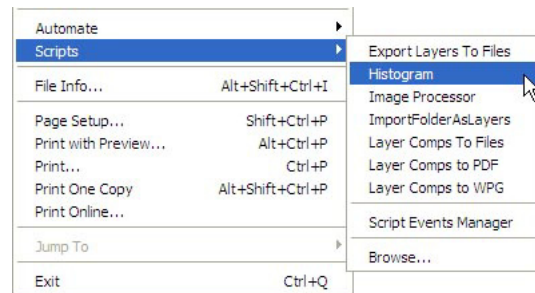 Automate
Scripts
File Info... Alt+Shift+Ctrl+I
Page Setup... Shift+Ctrl+P
Print with Preview... Alt+Ctrl+P
Print... Ctrl+P
Print One Copy Alt+Shift+Ctrl+P
Print Online...
Jump To
Exit Ctrl+Q
Export Layers To Files
Histogram
Image Processor
ImportFolderAsLayers
Layer Comps To Files
Layer Comps to PDF
Layer Comps to WPG
Script Events Manager
Browse...